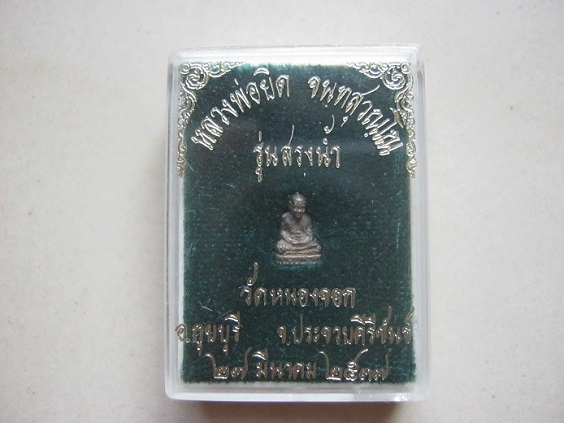 หลวงพ่อยิด จนฺทสุวณฺโณ
รุ่นสรงน้ำ
วัดหนองจอก
อ.กุยบุรี จ.ประจวบคีรีขันธ์
๒๗ มีนาคม ๒๕๓๗